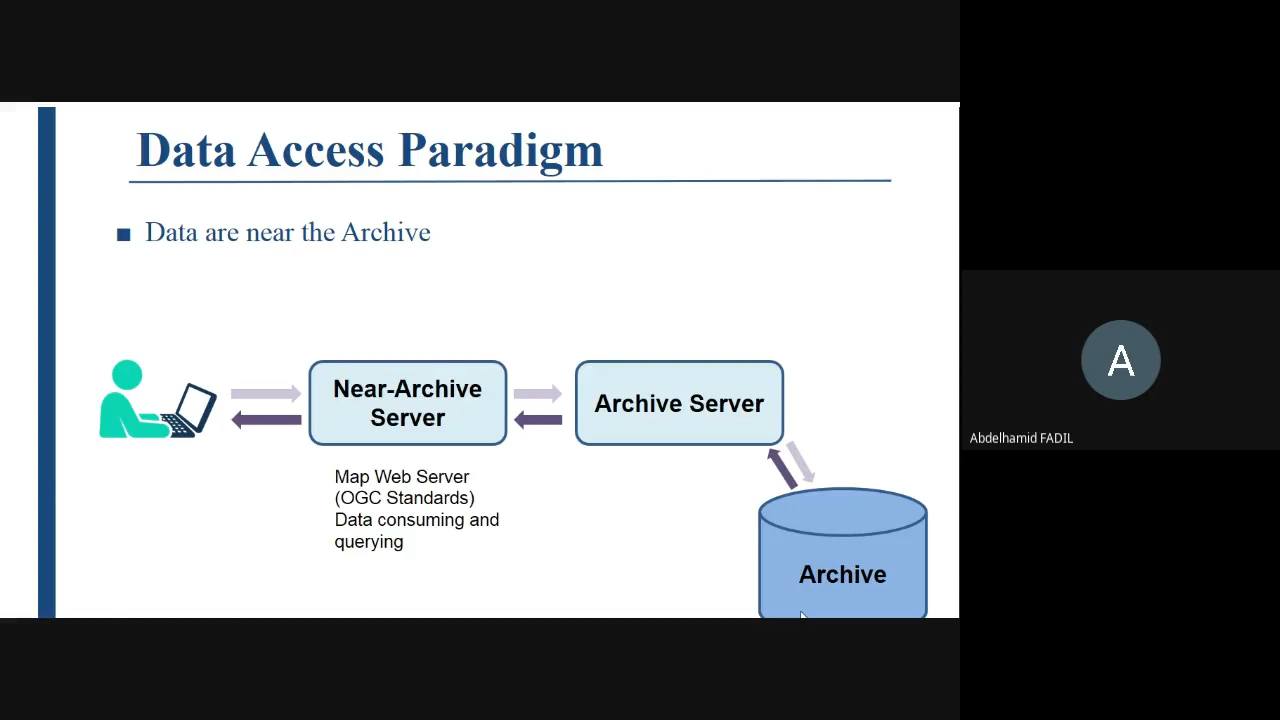 Data Access Paradigm
■ Data are near the Archive
Near-Archive
Server
Archive Server
Map Web Server
(OGC Standards)
Data consuming and
querying
Archive
A
Abdelhamid FADIL